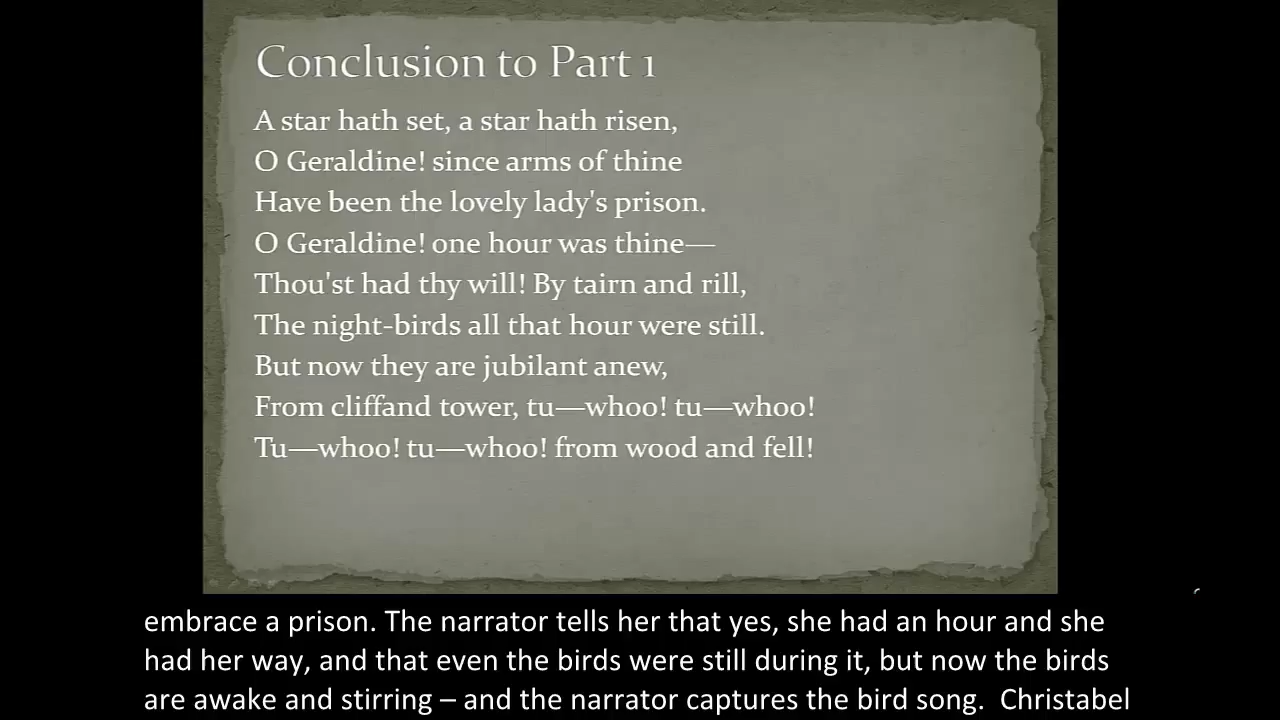 Conclusion to Part 1
A star hath set, a star hath risen,
O Geraldine! since arms of thine
Have been the lovely lady's prison.
O Geraldine! one hour was thine—
Thou'st had thy will! By tairn and rill,
The night-birds all that hour were still.
But now they are jubilant anew,
From cliffand tower, tu—whoo! tu—whoo!
Tu—whoo! tu—whoo! from wood and fell!
embrace a prison. The narrator tells her that yes, she had an hour and she
had her way, and that even the birds were still during it, but now the birds
are awake and stirring – and the narrator captures the bird song.  Christabel